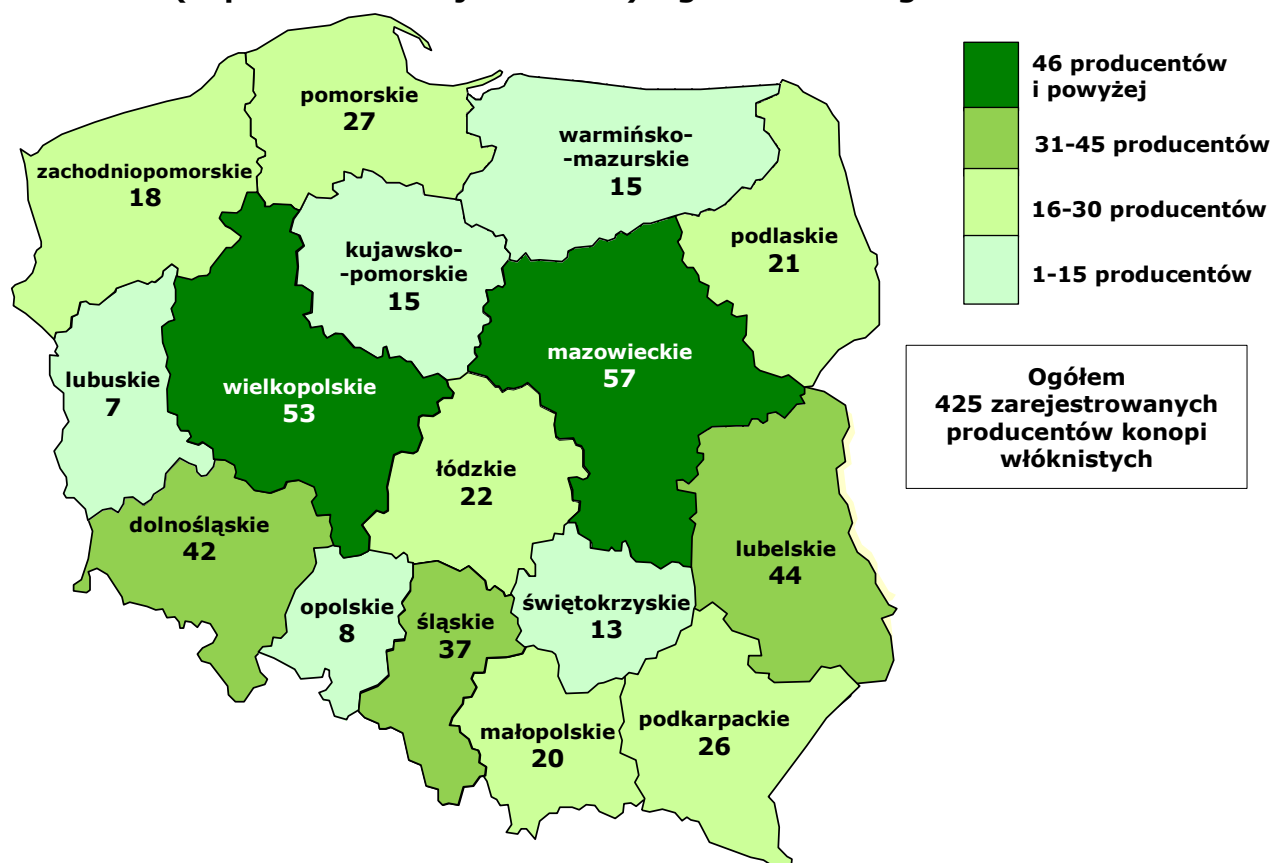 pomorskie
27
warmińsko-
-mazurskie
15
zachodniopomorskie
18
podlaskie
21
kujawsko-
-pomorskie
15
mazowieckie
57
lubuskie
7
wielkopolskie
53
łódzkie
22
dolnośląskie
42
lubelskie
44
opolskie
8
śląskie
37
świętokrzyskie
13
małopolskie
20
podkarpackie
26
46 producentów
i powyżej
31-45 producentów
16-30 producentów
1-15 producentów
Ogółem
425 zarejestrowanych
producentów konopi
włóknistych